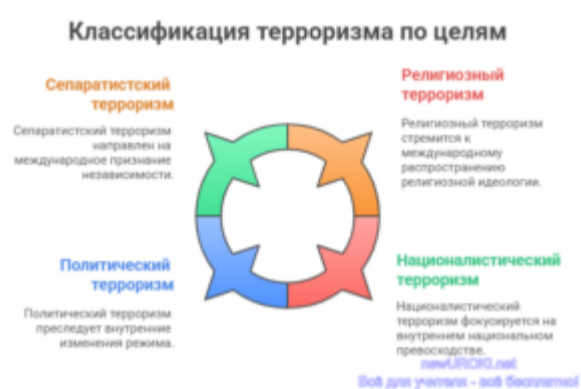 Классификация терроризма по целям
Сепаратистский
терроризм
Сепаратистский терроризм
направлен на
международное признание
независимости.
Религиозный
терроризм
Религиозный терроризм
стремится к
международному
распространению
религиозной идеологии.
Политический
терроризм
Политический терроризм
преследует внутренние
изменения режима.
Националистический
терроризм
Националистический
терроризм фокусируется на
внутреннем национальном
превосходстве.
newUROKI.net
Всё для учителя - всё бесплатно!